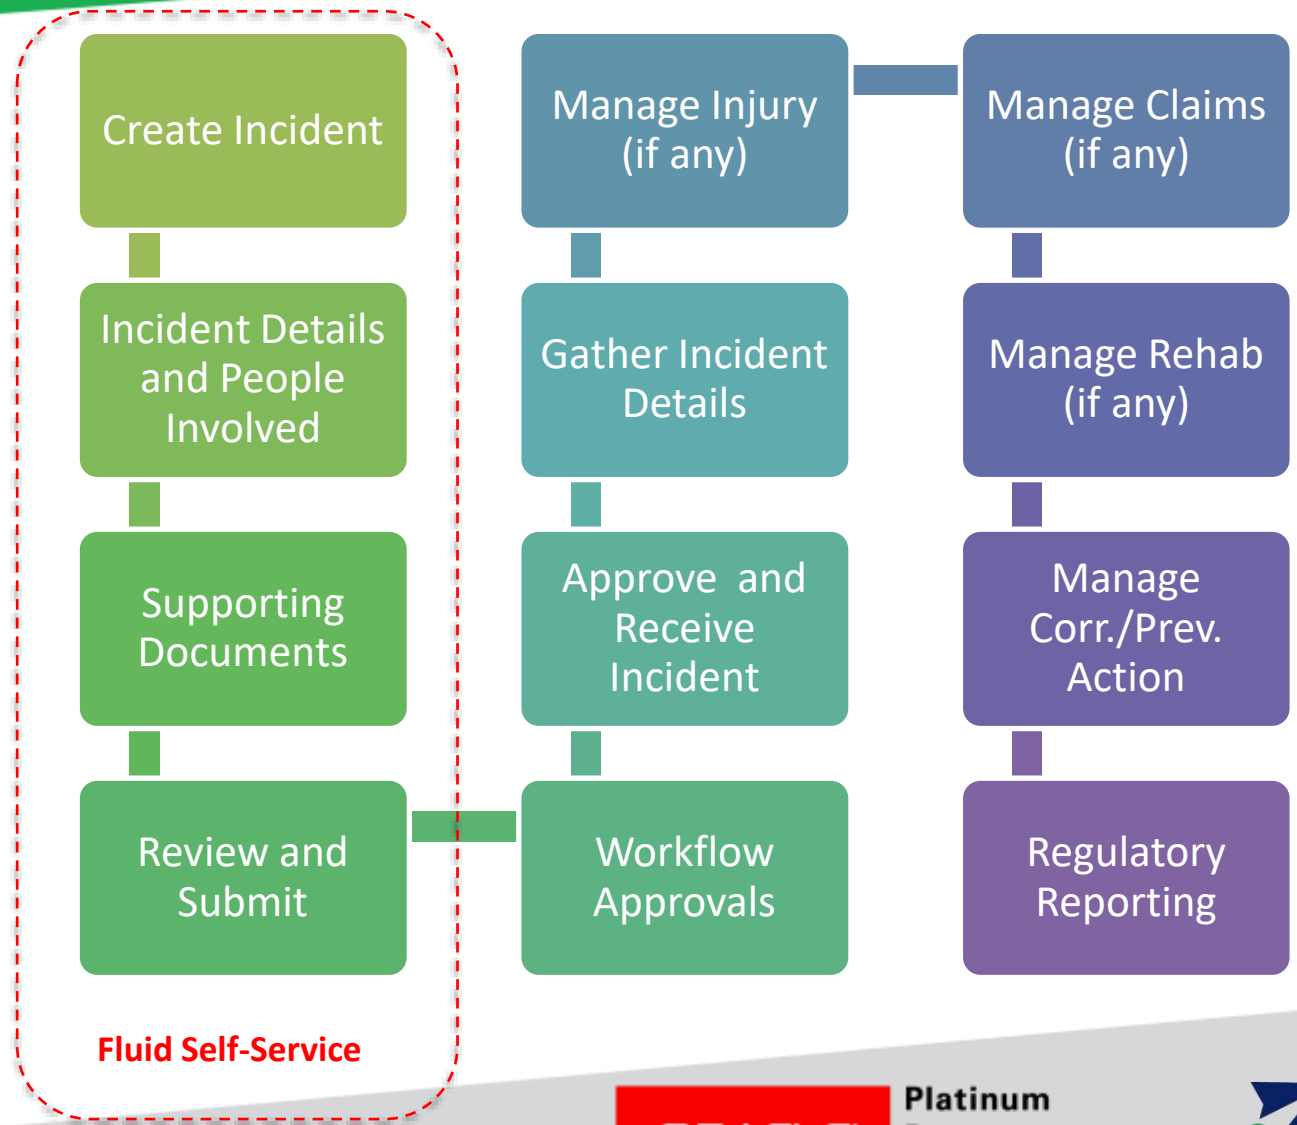 Create Incident
Incident Details
and People
Involved
Supporting
Documents
Review and
Submit
Fluid Self-Service
Manage Injury
(if any)
Gather Incident
Details
Approve and
Receive
Incident
Workflow
Approvals
Manage Claims
(if any)
Manage Rehab
(if any)
Manage
Corr./Prev.
Action
Regulatory
Reporting
Platinum